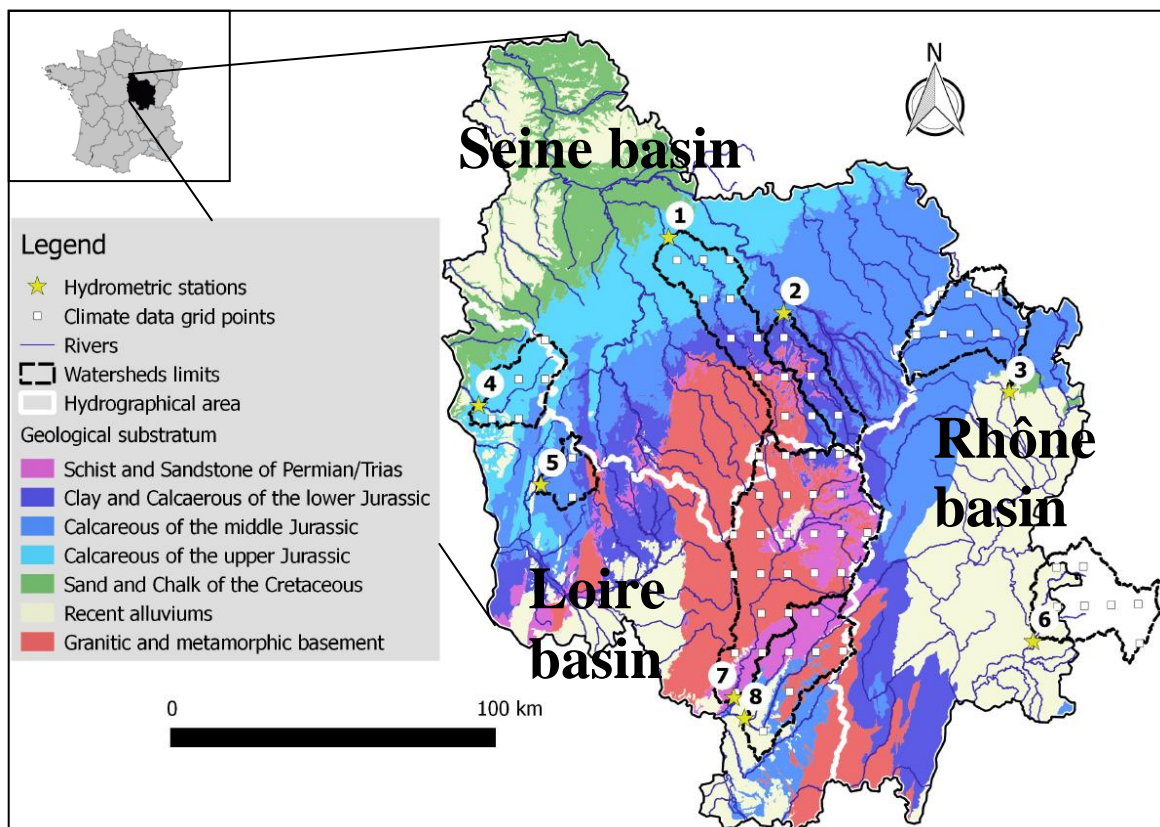 N
Seine basin
1
Legend
Hydrometric stations
2
Climate data grid points
Rivers
Watersheds limits
3
4
Hydrographical area
Geological substratum
Rhône
basin
Schist and Sandstone of Permian/Trias
5
Clay and Calcaerous of the lower Jurassic
Calcareous of the middle Jurassic
Calcareous of the upper Jurassic
Sand and Chalk of the Cretaceous
Loire
basin
Recent alluviums
6
Granitic and metamorphic basement
7
8
0
100 km